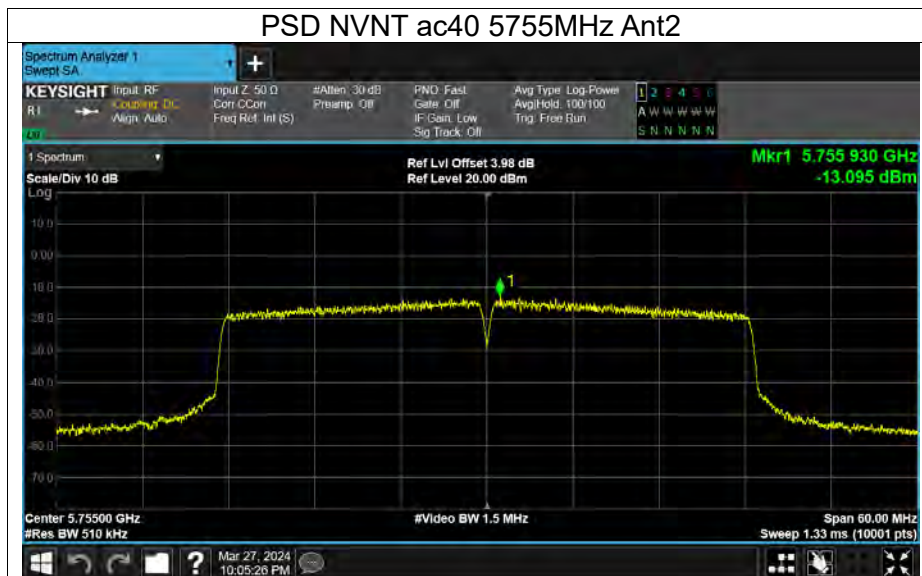 PSD NVNT ac40 5755MHz Ant2
Spectrum Analyzer 1
Swept SA
+
KEYSIGHT Input: RF
Input Z: 50 Ω
#Atten: 30 dB
PNO: Fast
Avg Type: Log-Power
1 2 3 4 5 6
Coupling: DC
Corr CCorr
Preamp: Off
Gate: Off
Avg|Hold: 100/100
Align: Auto
Freq Ref: Int (S)
IF Gain: Low
Trig: Free Run
A W W W W W
Sig Track: Off
S N N N N N
1 Spectrum
Ref Lvl Offset 3.98 dB
Mkr1 5.755 930 GHz
Scale/Div 10 dB
Ref Level 20.00 dBm
-13.095 dBm
Log
10.0
0.00
-10.0
1
-20.0
-30.0
-40.0
-50.0
-60.0
-70.0
Center 5.75500 GHz
#Video BW 1.5 MHz
Span 60.00 MHz
#Res BW 510 kHz
Sweep 1.33 ms (10001 pts)
?
Mar 27, 2024
10:05:26 PM